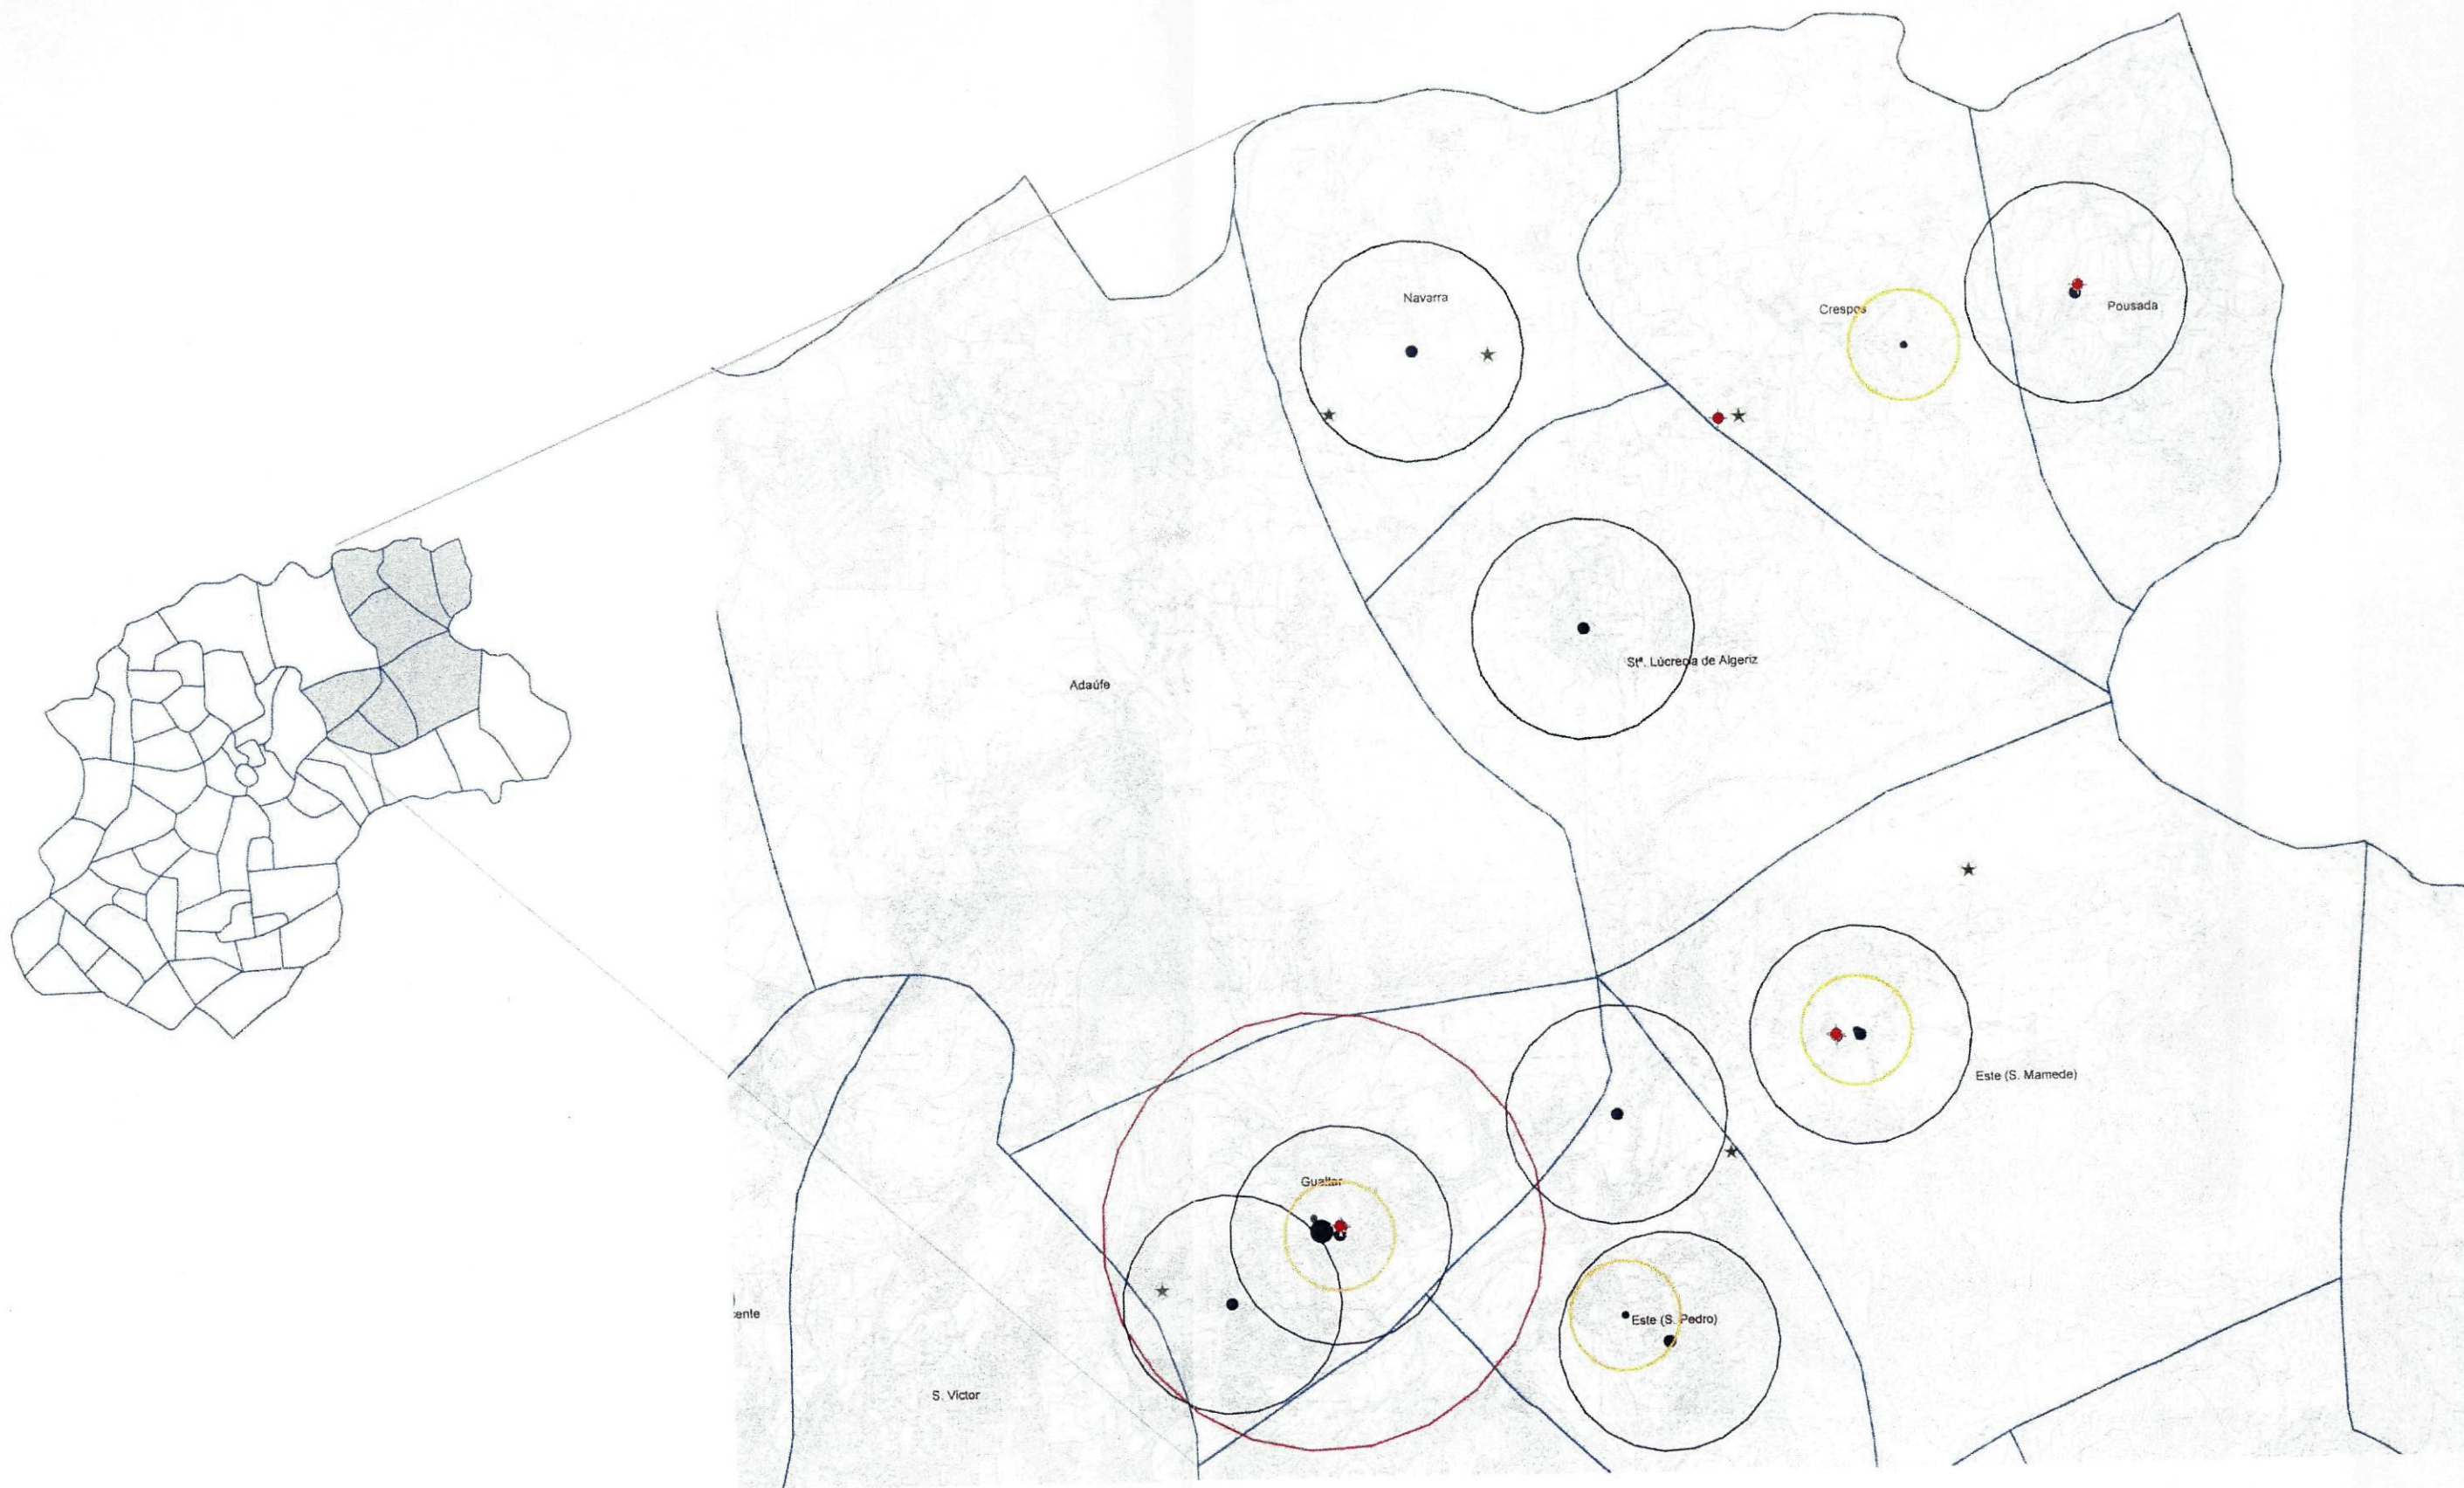 Navarra
Crespos
Pousada
Stª. Lúcrecia de Algeriz
Adaúfe
Este (S. Mamede)
Gualtar
Este (S. Pedro)
S. Victor